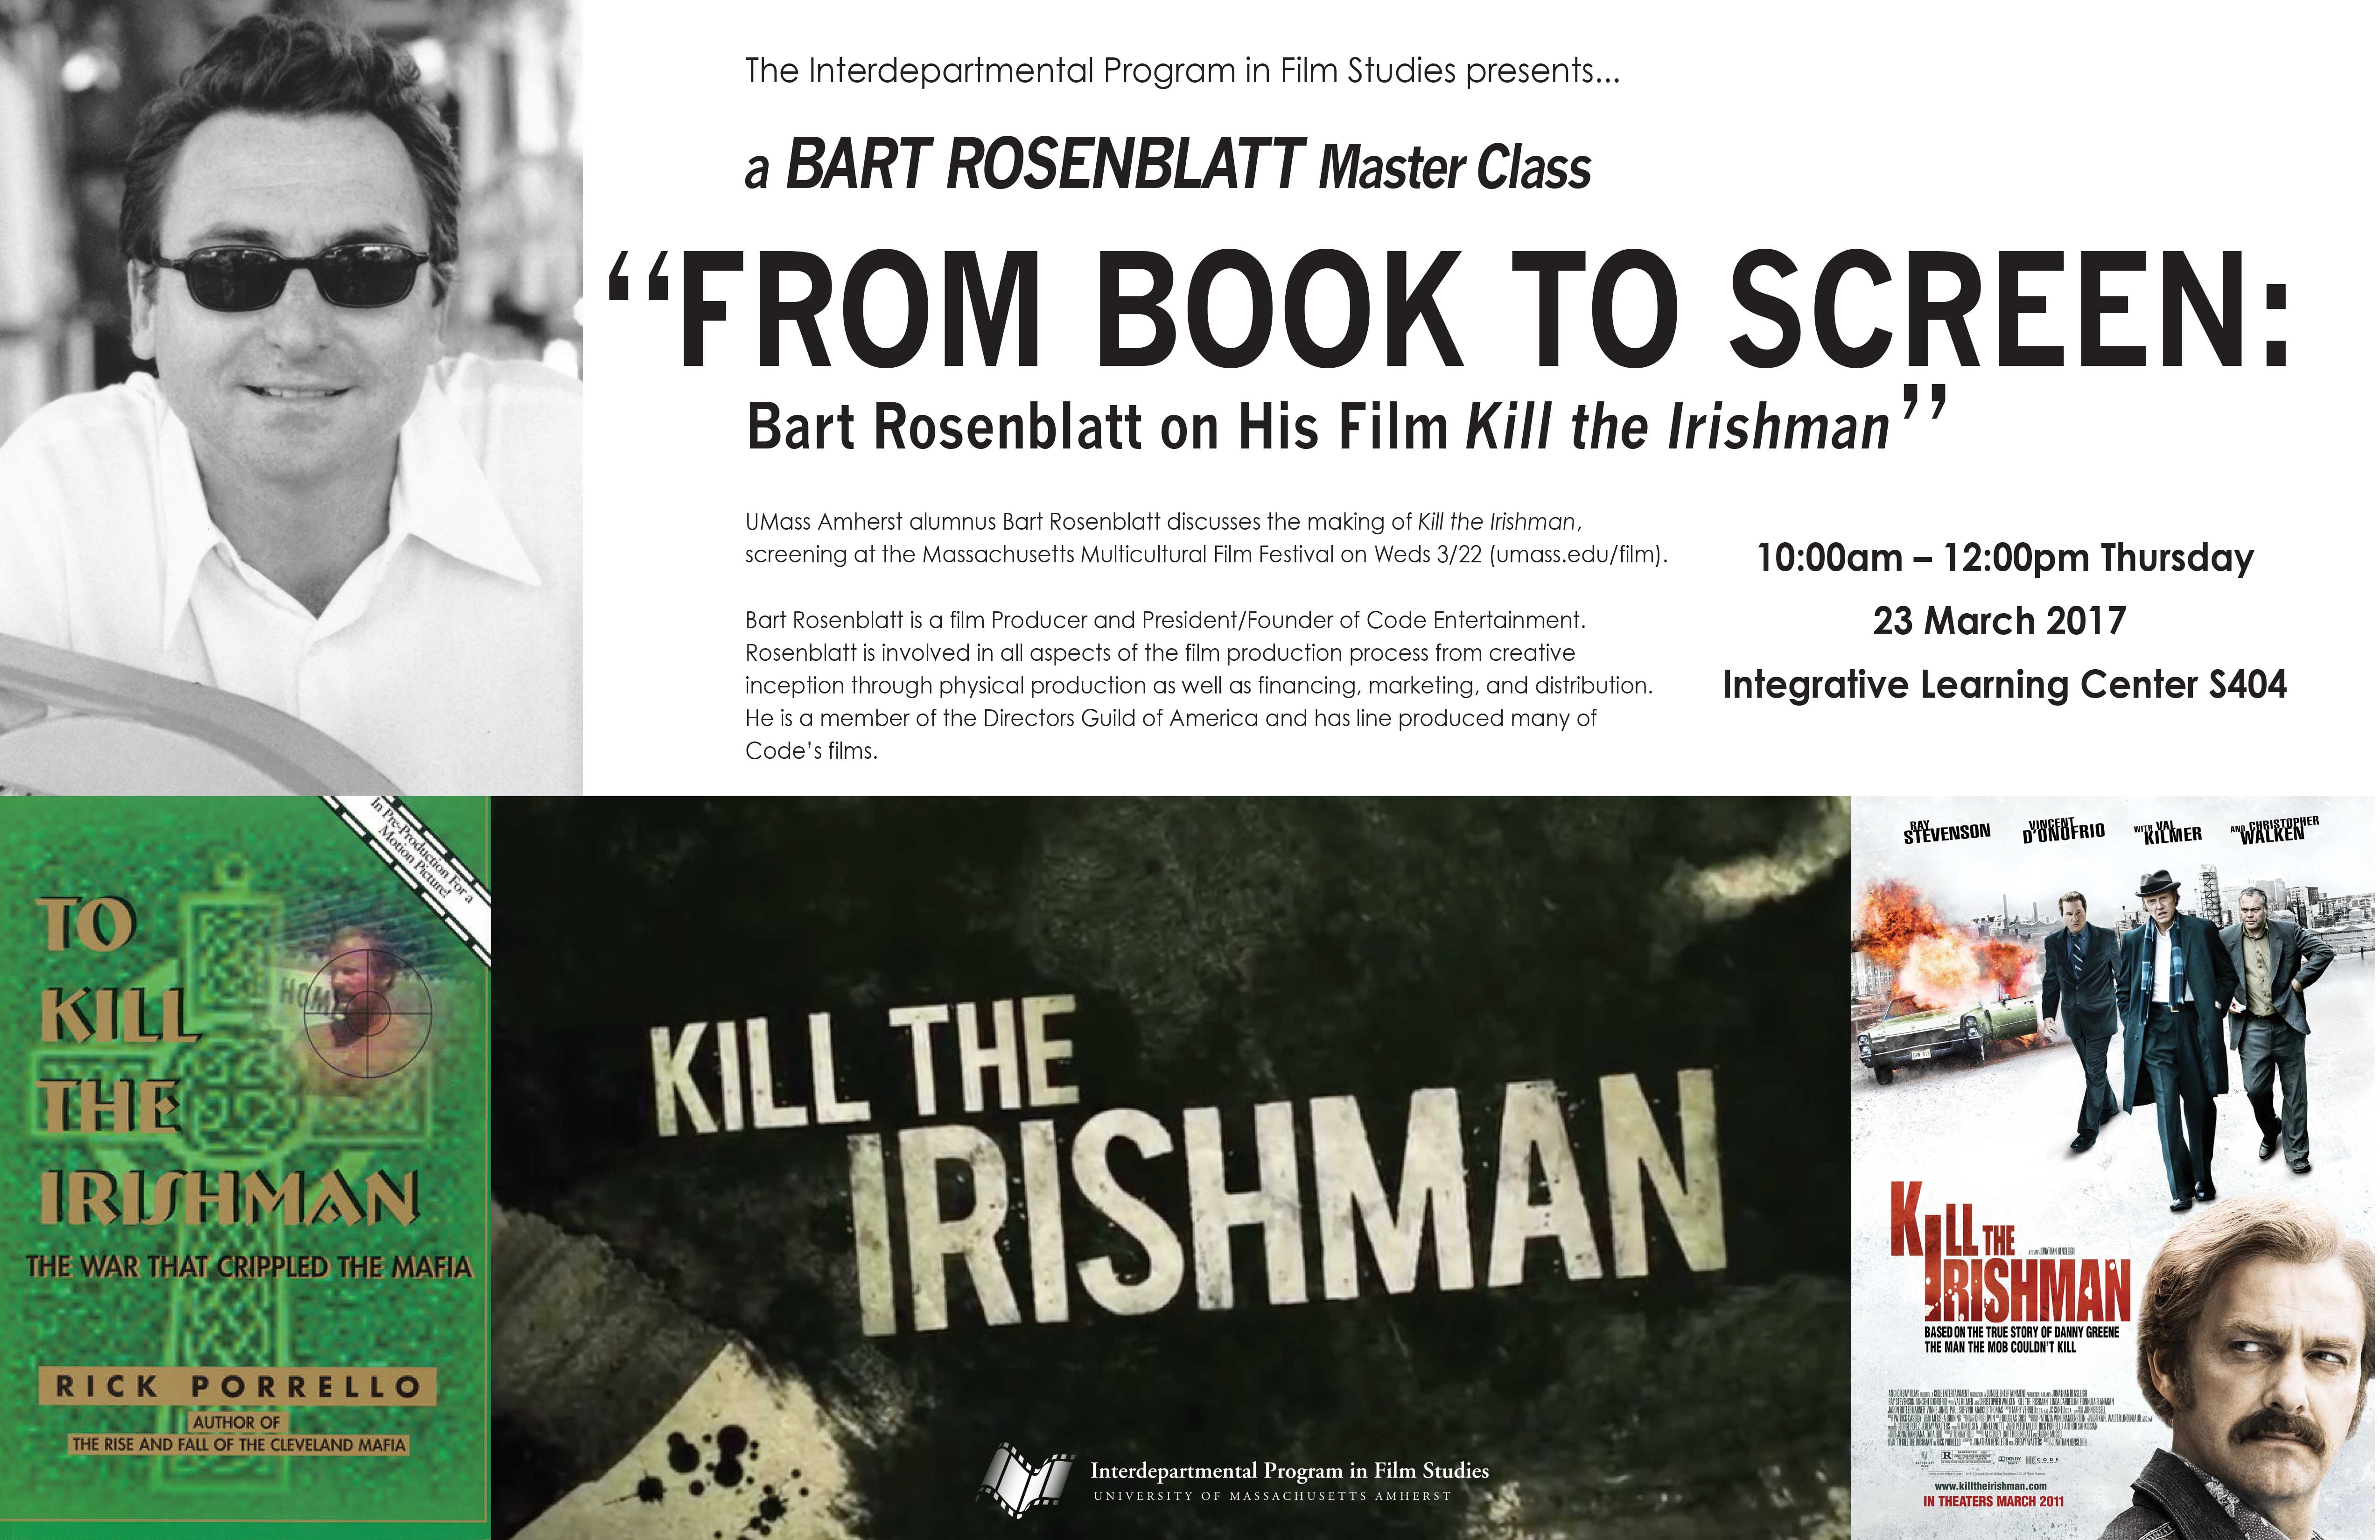 The Interdepartmental Program in Film Studies presents...
a BART ROSENBLATT Master Class
“FROM BOOK TO SCREEN:
Bart Rosenblatt on His Film Kill the Irishman”
UMass Amherst alumnus Bart Rosenblatt discusses the making of Kill the Irishman,
screening at the Massachusetts Multicultural Film Festival on Weds 3/22 (umass.edu/film).
Bart Rosenblatt is a film Producer and President/Founder of Code Entertainment.
Rosenblatt is involved in all aspects of the film production process from creative
inception through physical production as well as financing, marketing, and distribution.
He is a member of the Directors Guild of America and has line produced many of
Code’s films.
10:00am – 12:00pm Thursday
23 March 2017
Integrative Learning Center S404
In Pre-Production For a
Motion Picture!
TO
KILL
THE
IRISHMAN
THE WAR THAT CRIPPLED THE MAFIA
RICK PORRELLO
AUTHOR OF
THE RISE AND FALL OF THE CLEVELAND MAFIA
KILL THE
IRISHMAN
Interdepartmental Program in Film Studies
UNIVERSITY OF MASSACHUSETTS AMHERST
RAY STEVENSON
VINCENT D'ONOFRIO
WITH VAL KILMER
AND CHRISTOPHER WALKEN
KILL THE
IRISHMAN
BASED ON THE TRUE STORY OF DANNY GREENE
THE MAN THE MOB COULDN'T KILL
www.killtheirishman.com
IN THEATERS MARCH 2011